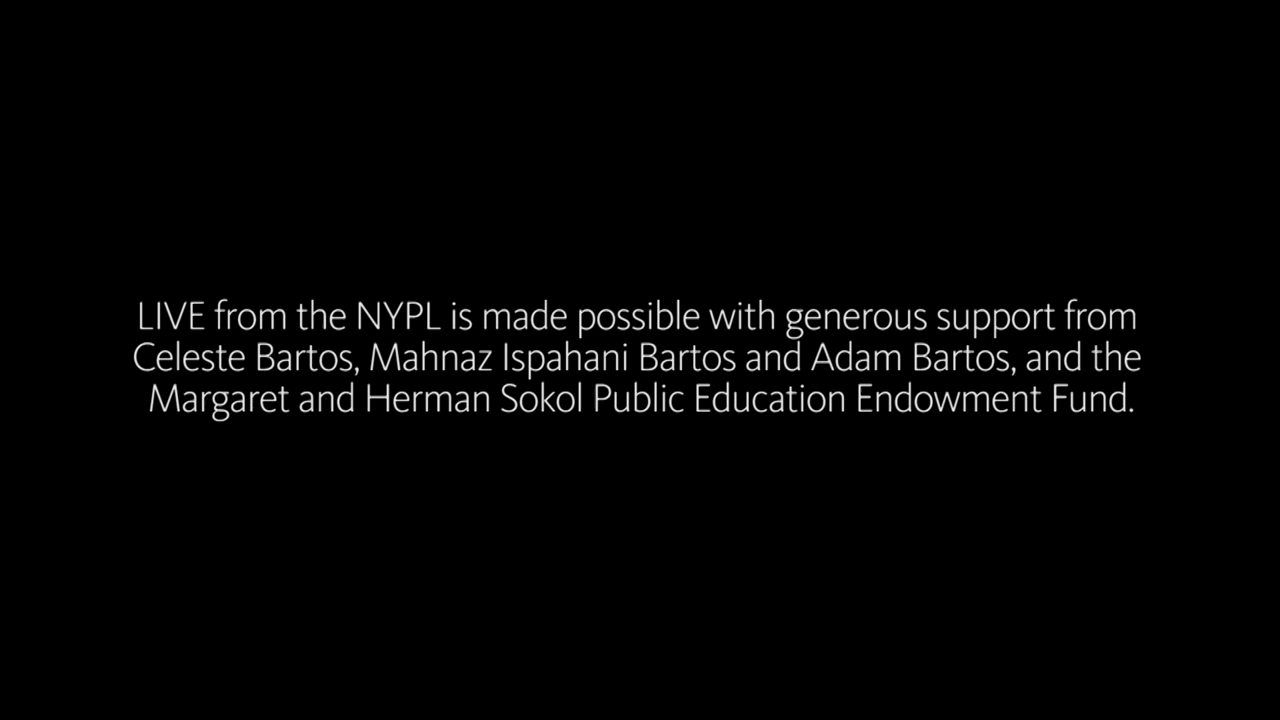 LIVE from the NYPL is made possible with generous support from
Celeste Bartos, Mahnaz Ispahani Bartos and Adam Bartos, and the
Margaret and Herman Sokol Public Education Endowment Fund.